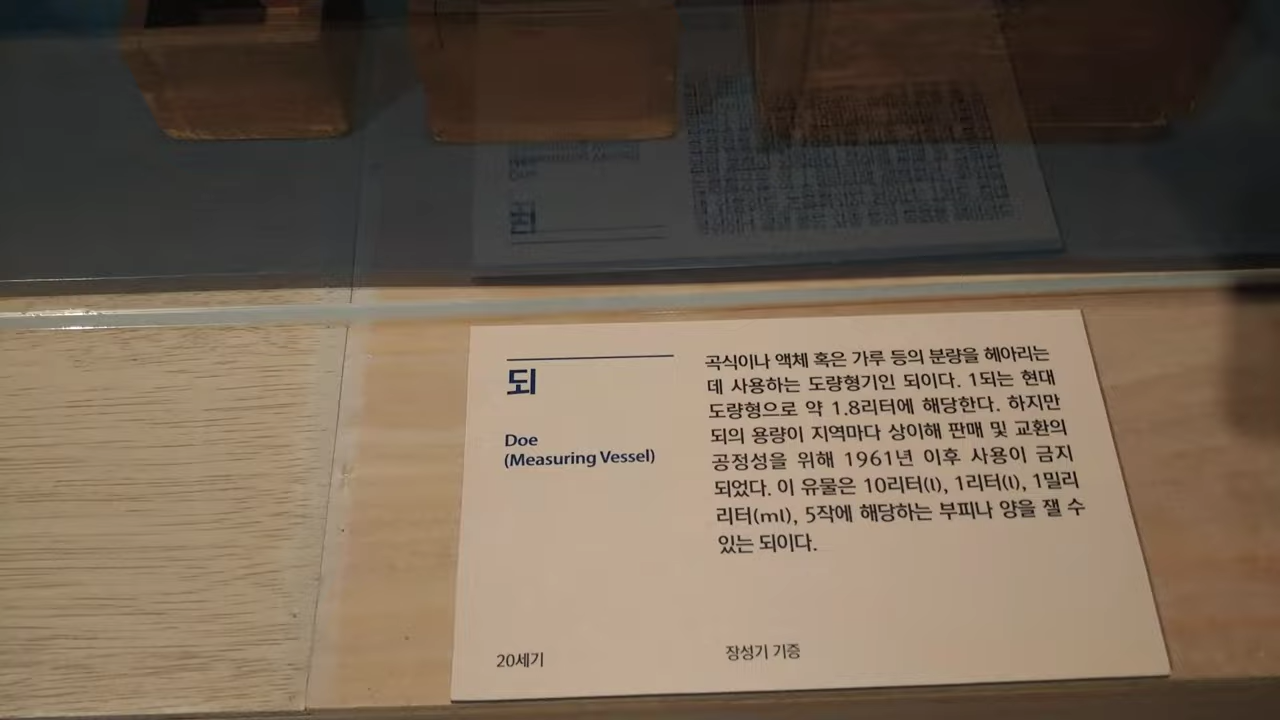 되
Doe
(Measuring Vessel)
곡식이나 액체 혹은 가루 등의 분량을 헤아리는
데 사용하는 도량형기인 되이다. 1되는 현대
도량형으로 약 1.8리터에 해당한다. 하지만
되의 용량이 지역마다 상이해 판매 및 교환의
공정성을 위해 1961년 이후 사용이 금지
되었다. 이 유물은 10리터(l), 1리터(l), 1밀리
리터(ml), 5작에 해당하는 부피나 양을 잴 수
있는 되이다.
20세기
장성기 기증